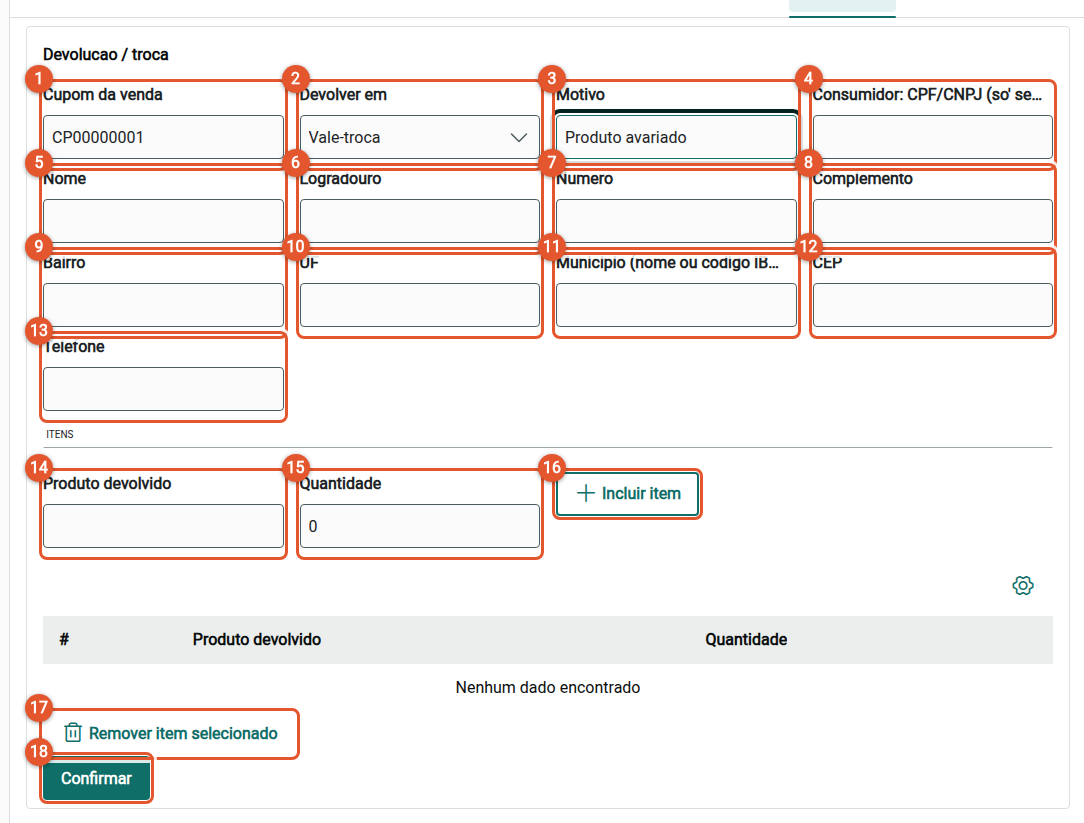 Devolucao / troca
1 2 3 4
Cupom da venda Devolver em Motivo Consumidor: CPF/CNPJ (so' se...
CP00000001 Vale-troca Produto avariado
5 6 7 8
Nome Logradouro Numero Complemento
9 10 11 12
Bairro UF Municipio (nome ou codigo IB... CEP
13
Telefone
ITENS
14 15 16
Produto devolvido Quantidade
Incluir item
0
# Produto devolvido Quantidade
Nenhum dado encontrado
17
Remover item selecionado
18
Confirmar